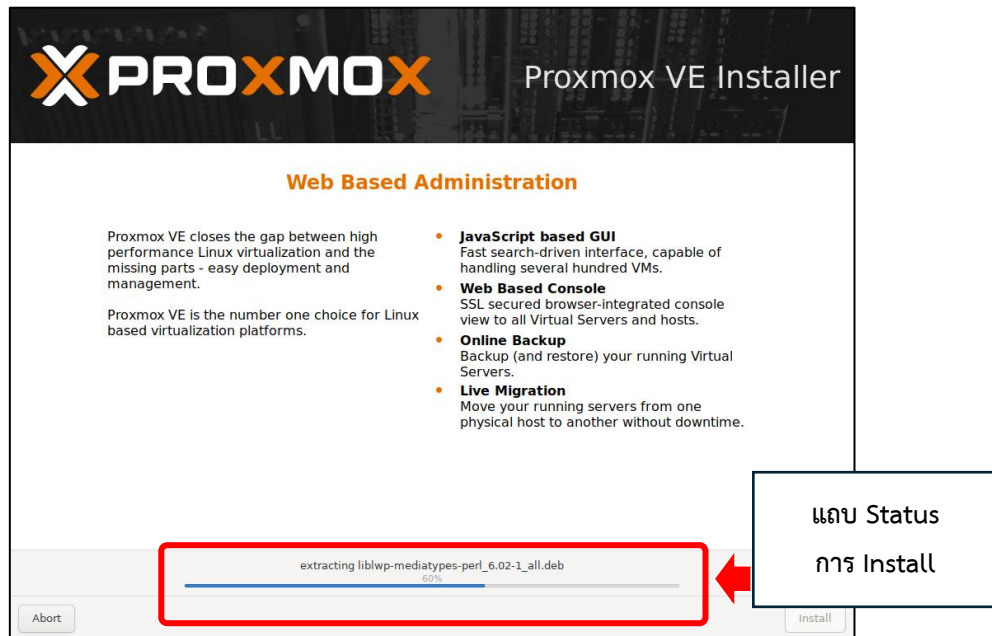 PROXMOX
Proxmox VE Installer
Web Based Administration
Proxmox VE closes the gap between high
performance Linux virtualization and the
missing parts - easy deployment and
management.
Proxmox VE is the number one choice for Linux
based virtualization platforms.
• JavaScript based GUI
Fast search-driven interface, capable of
handling several hundred VMs.
• Web Based Console
SSL secured browser-integrated console
view to all Virtual Servers and hosts.
• Online Backup
Backup (and restore) your running Virtual
Servers.
• Live Migration
Move your running servers from one
physical host to another without downtime.
แถบ Status
การ Install
extracting liblwp-mediatypes-perl_6.02-1_all.deb
60%
Abort
Install